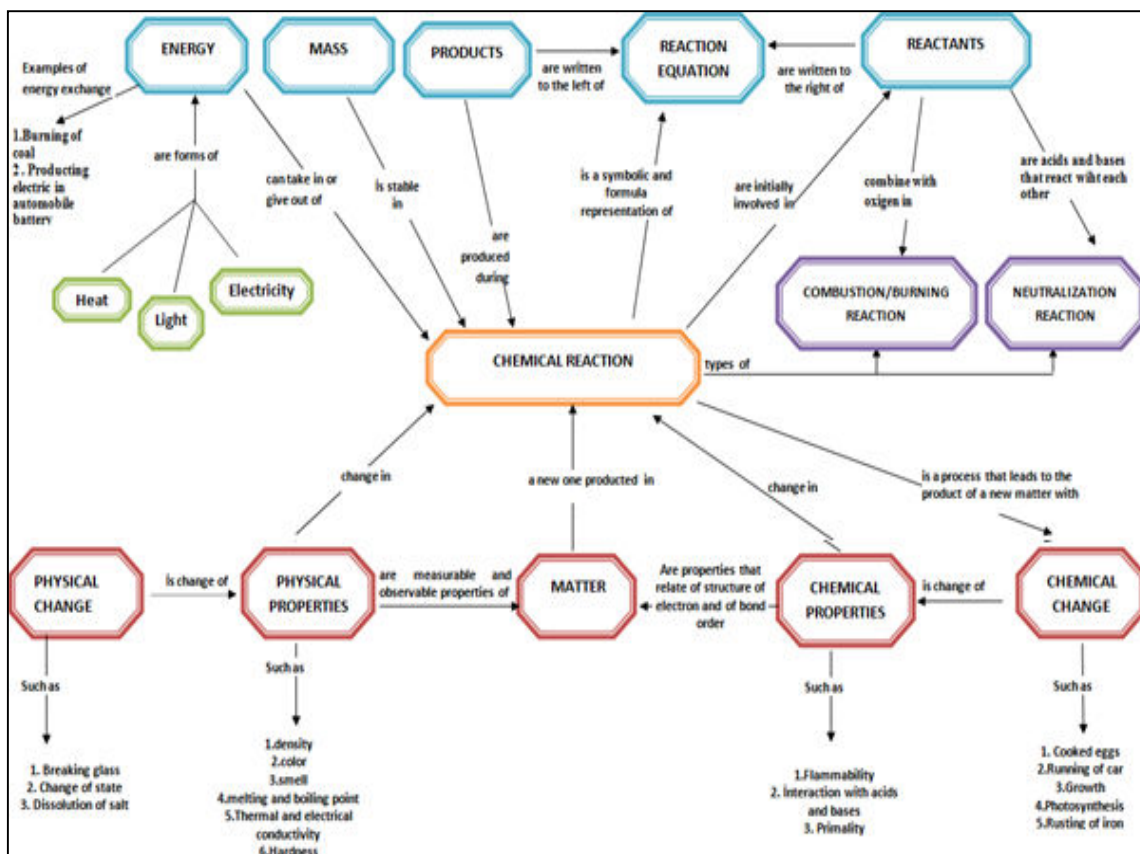 ENERGY
MASS
PRODUCTS
REACTION
EQUATION
REACTANTS
Examples of
energy exchange
are written
to the left of
are written to
the right of
1.Burning of
coal
2 . Producting
electric in
automobile
battery
are forms of
can take in or
give out of
İs stable
in
is a symbolic and
formula
representation of
are initially
involved in
combine with
oxigen in
are acids and bases
that react wiht each
other
are
produced
during
Heat
Light
Electricity
COMBUSTION/BURNING
REACTION
NEUTRALIZATION
REACTION
CHEMICAL REACTION
types of
change in
a new one producted in
change in
is a process that leads to the
product of a new matter with
PHYSICAL
CHANGE
İs change of
PHYSICAL
PROPERTIES
are measurable and
observable properties of
MATTER
Are properties that
relate of structure of
electron and of bond
order
CHEMICAL
PROPERTIES
is change of
CHEMICAL
CHANGE
Such as
Such as
Such as
Such as
1. Breaking glass
2. Change of state
3. Dissolution of salt
1.density
2.color
3.smell
4.melting and boiling point
5.Thermal and electrical
conductivity
6.Hardness
1.Flammability
2. İnteraction with acids
and bases
3. Primality
1. Cooked eggs
2.Running of car
3.Growth
4.Photosynthesis
5.Rusting of iron